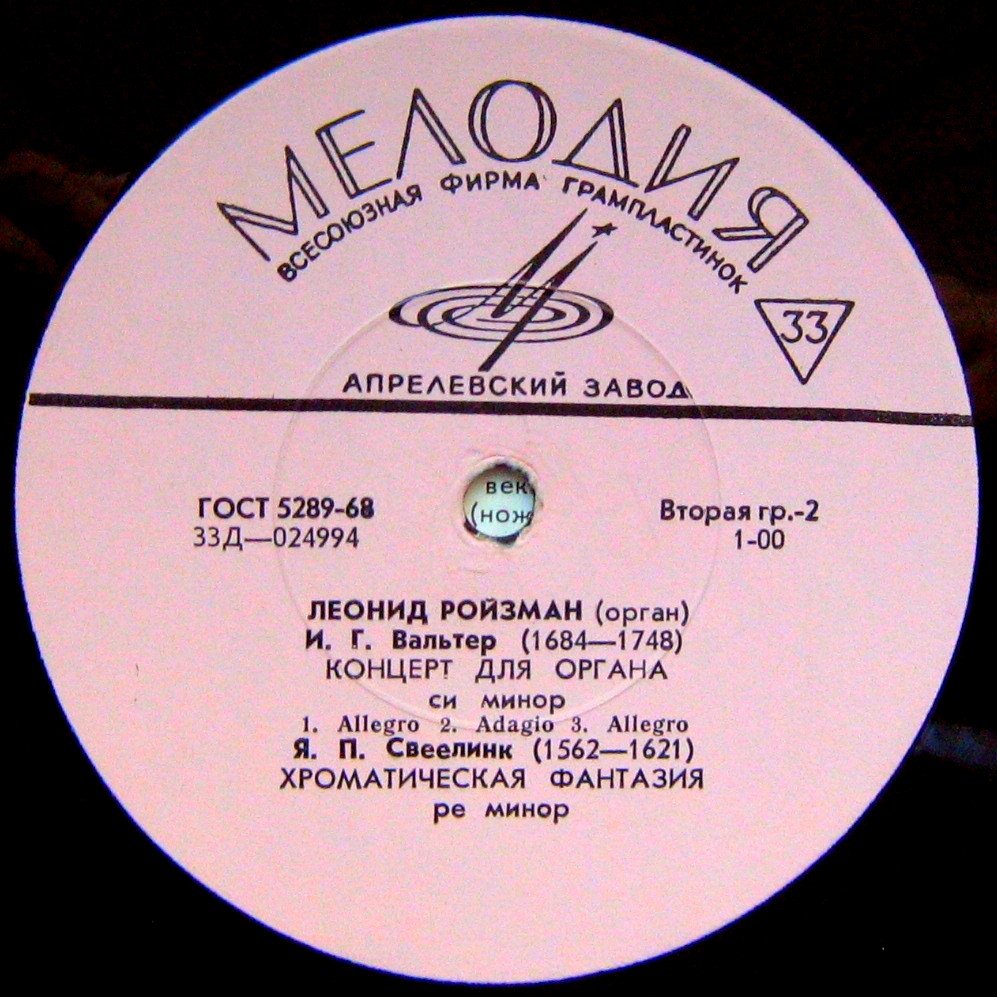 МЕЛОДИЯ
ВСЕСОЮЗНАЯ ФИРМА ГРАМПЛАСТИНОК
33
АПРЕЛЕВСКИЙ ЗАВОД
век
(нож
ГОСТ 5289-68
Вторая гр.-2
33Д—024994
1-00
ЛЕОНИД РОЙЗМАН (орган)
И. Г. Вальтер (1684—1748)
КОНЦЕРТ ДЛЯ ОРГАНА
си минор
1. Allegro 2. Adagio 3. Allegro
Я. П. Свеелинк (1562—1621)
ХРОМАТИЧЕСКАЯ ФАНТАЗИЯ
ре минор